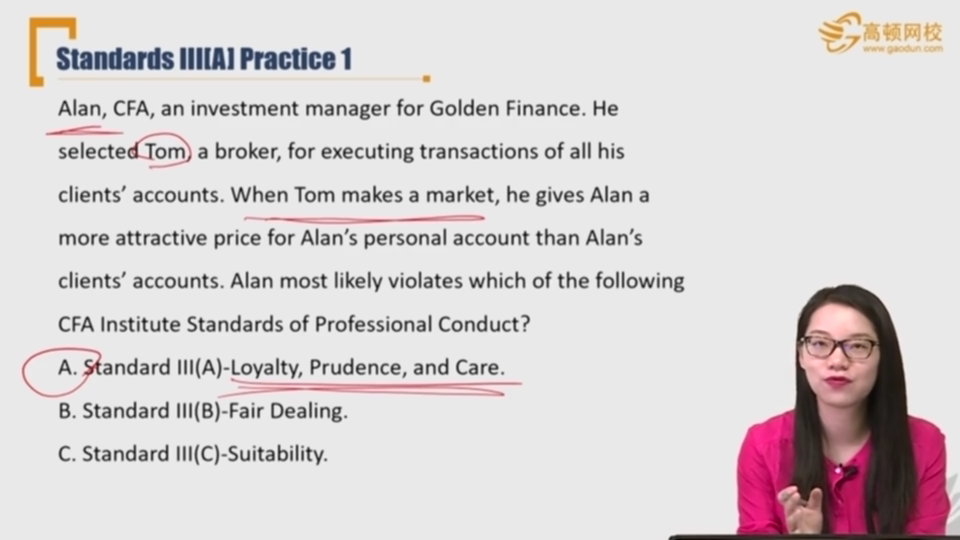 高顿网校
www.gaodun.com
Standards III[A] Practice 1
Alan, CFA, an investment manager for Golden Finance. He
selected Tom, a broker, for executing transactions of all his
clients’ accounts. When Tom makes a market, he gives Alan a
more attractive price for Alan’s personal account than Alan’s
clients’ accounts. Alan most likely violates which of the following
CFA Institute Standards of Professional Conduct?
A. Standard III(A)-Loyalty, Prudence, and Care.
B. Standard III(B)-Fair Dealing.
C. Standard III(C)-Suitability.